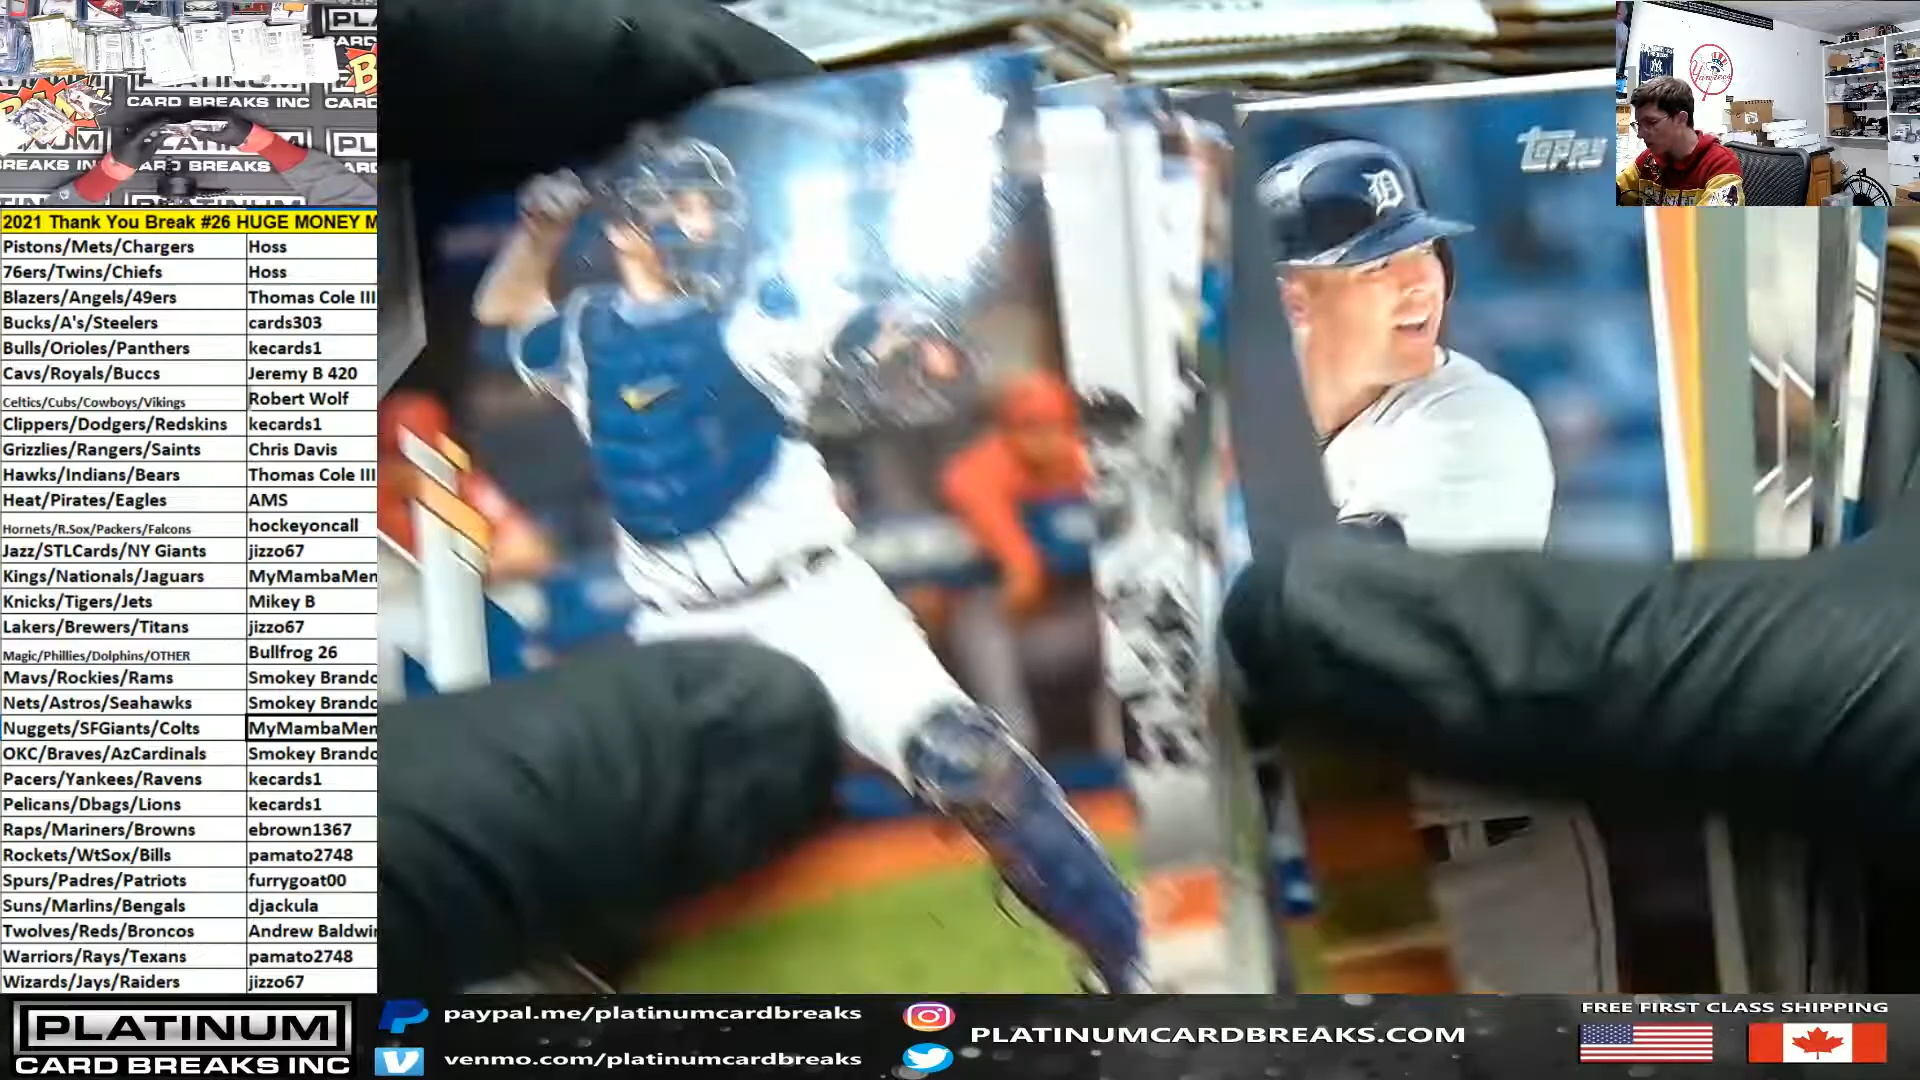 PLATINUM
CARD BREAKS INC
CARD
BREAKS INC
CARD BREAKS
2021 Thank You Break #26 HUGE MONEY M
Pistons/Mets/Chargers Hoss
76ers/Twins/Chiefs Hoss
Blazers/Angels/49ers Thomas Cole III
Bucks/A's/Steelers cards303
Bulls/Orioles/Panthers kecards1
Cavs/Royals/Buccs Jeremy B 420
Celtics/Cubs/Cowboys/Vikings Robert Wolf
Clippers/Dodgers/Redskins kecards1
Grizzlies/Rangers/Saints Chris Davis
Hawks/Indians/Bears Thomas Cole III
Heat/Pirates/Eagles AMS
Hornets/R.Sox/Packers/Falcons hockeyoncall
Jazz/STLCards/NY Giants jizzo67
Kings/Nationals/Jaguars MyMambaMen
Knicks/Tigers/Jets Mikey B
Lakers/Brewers/Titans jizzo67
Magic/Phillies/Dolphins/OTHER Bullfrog 26
Mavs/Rockies/Rams Smokey Brando
Nets/Astros/Seahawks Smokey Brando
Nuggets/SFGiants/Colts MyMambaMen
OKC/Braves/AzCardinals Smokey Brando
Pacers/Yankees/Ravens kecards1
Pelicans/Dbags/Lions kecards1
Raps/Mariners/Browns ebrown1367
Rockets/WtSox/Bills pamato2748
Spurs/Padres/Patriots furrygoat00
Suns/Marlins/Bengals djackula
Twolves/Reds/Broncos Andrew Baldwin
Warriors/Rays/Texans pamato2748
Wizards/Jays/Raiders jizzo67
Topps
D
Yankees
PLATINUM
CARD BREAKS INC
paypal.me/platinumcardbreaks
venmo.com/platinumcardbreaks
PLATINUMCARDBREAKS.COM
FREE FIRST CLASS SHIPPING